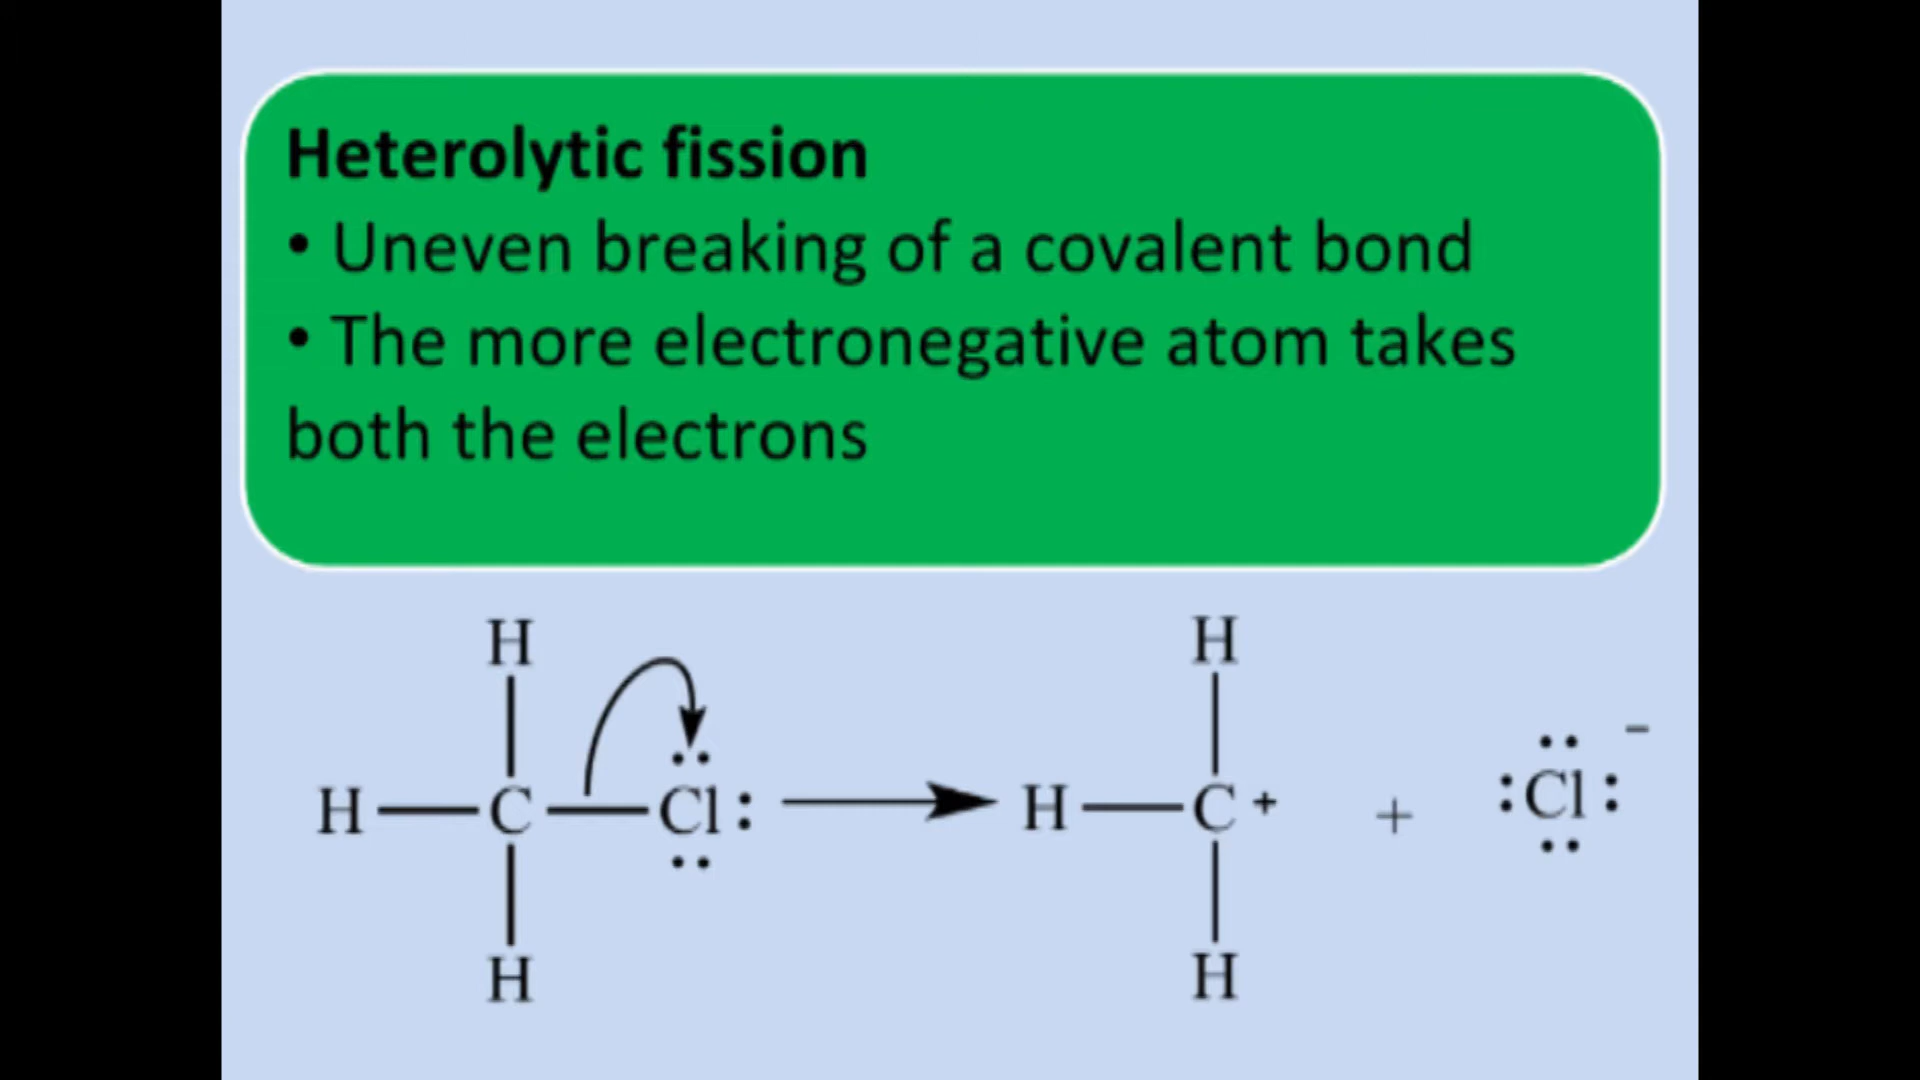 Heterolytic fission
• Uneven breaking of a covalent bond
• The more electronegative atom takes
both the electrons
H H
H C Cl: H C + + :Cl: -
H H